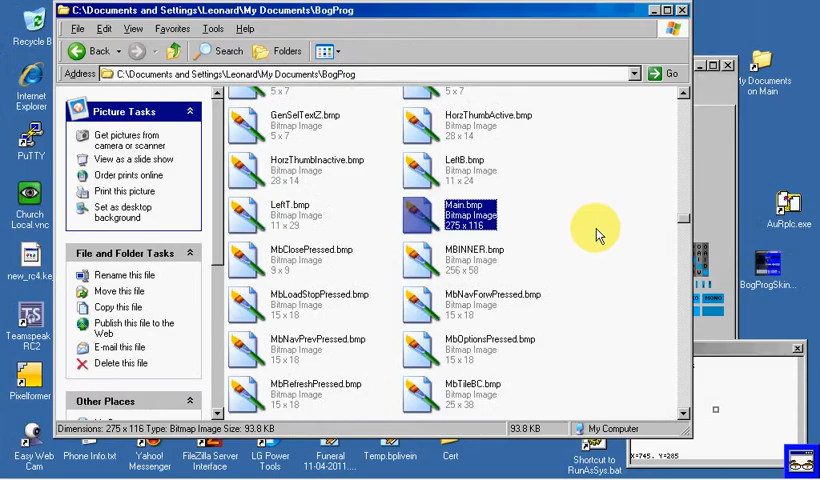 C:\Documents and Settings\Leonard\My Documents\BogProg
File Edit View Favorites Tools Help
Back Search Folders
Address C:\Documents and Settings\Leonard\My Documents\BogProg Go
Picture Tasks
Get pictures from
camera or scanner
View as a slide show
Order prints online
Print this picture
Set as desktop
background
File and Folder Tasks
Rename this file
Move this file
Copy this file
Publish this file to the
Web
E-mail this file
Delete this file
Other Places
5 x 7
5 x 7
GenSelTextZ.bmp
5 x 7
HorzThumbActive.bmp
28 x 14
HorzThumbInactive.bmp
Bitmap Image
28 x 14
LeftB.bmp
Bitmap Image
11 x 24
LeftT.bmp
Bitmap Image
11 x 29
Main.bmp
Bitmap Image
275 x 116
MbClosePressed.bmp
Bitmap Image
9 x 9
MBINNER.bmp
Bitmap Image
256 x 58
MbLoadStopPressed.bmp
Bitmap Image
15 x 18
MbNavForwPressed.bmp
Bitmap Image
15 x 18
MbNavPrevPressed.bmp
Bitmap Image
15 x 18
MbOptionsPressed.bmp
Bitmap Image
15 x 18
MbRefreshPressed.bmp
Bitmap Image
15 x 18
MbTileBC.bmp
Bitmap Image
25 x 38
Dimensions: 275 x 116 Type: Bitmap Image Size: 93.8 KB 93.8 KB My Computer
Recycle B
Internet
Explorer
PuTTY
Church
Local.vnc
new_rc4.ke
Teamspeak
RC2
Pixelformer
Easy Web
Cam
Phone Info.txt
Yahoo!
Messenger
FileZilla Server
Interface
LG Power
Tools
Funeral
11-04-2011...
Temp.bplivein
Cert
Shortcut to
RunAsSys.bat
My Documents
on Main
AuRplc.exe
BogProgSkin...
MONO
X=745, Y=285